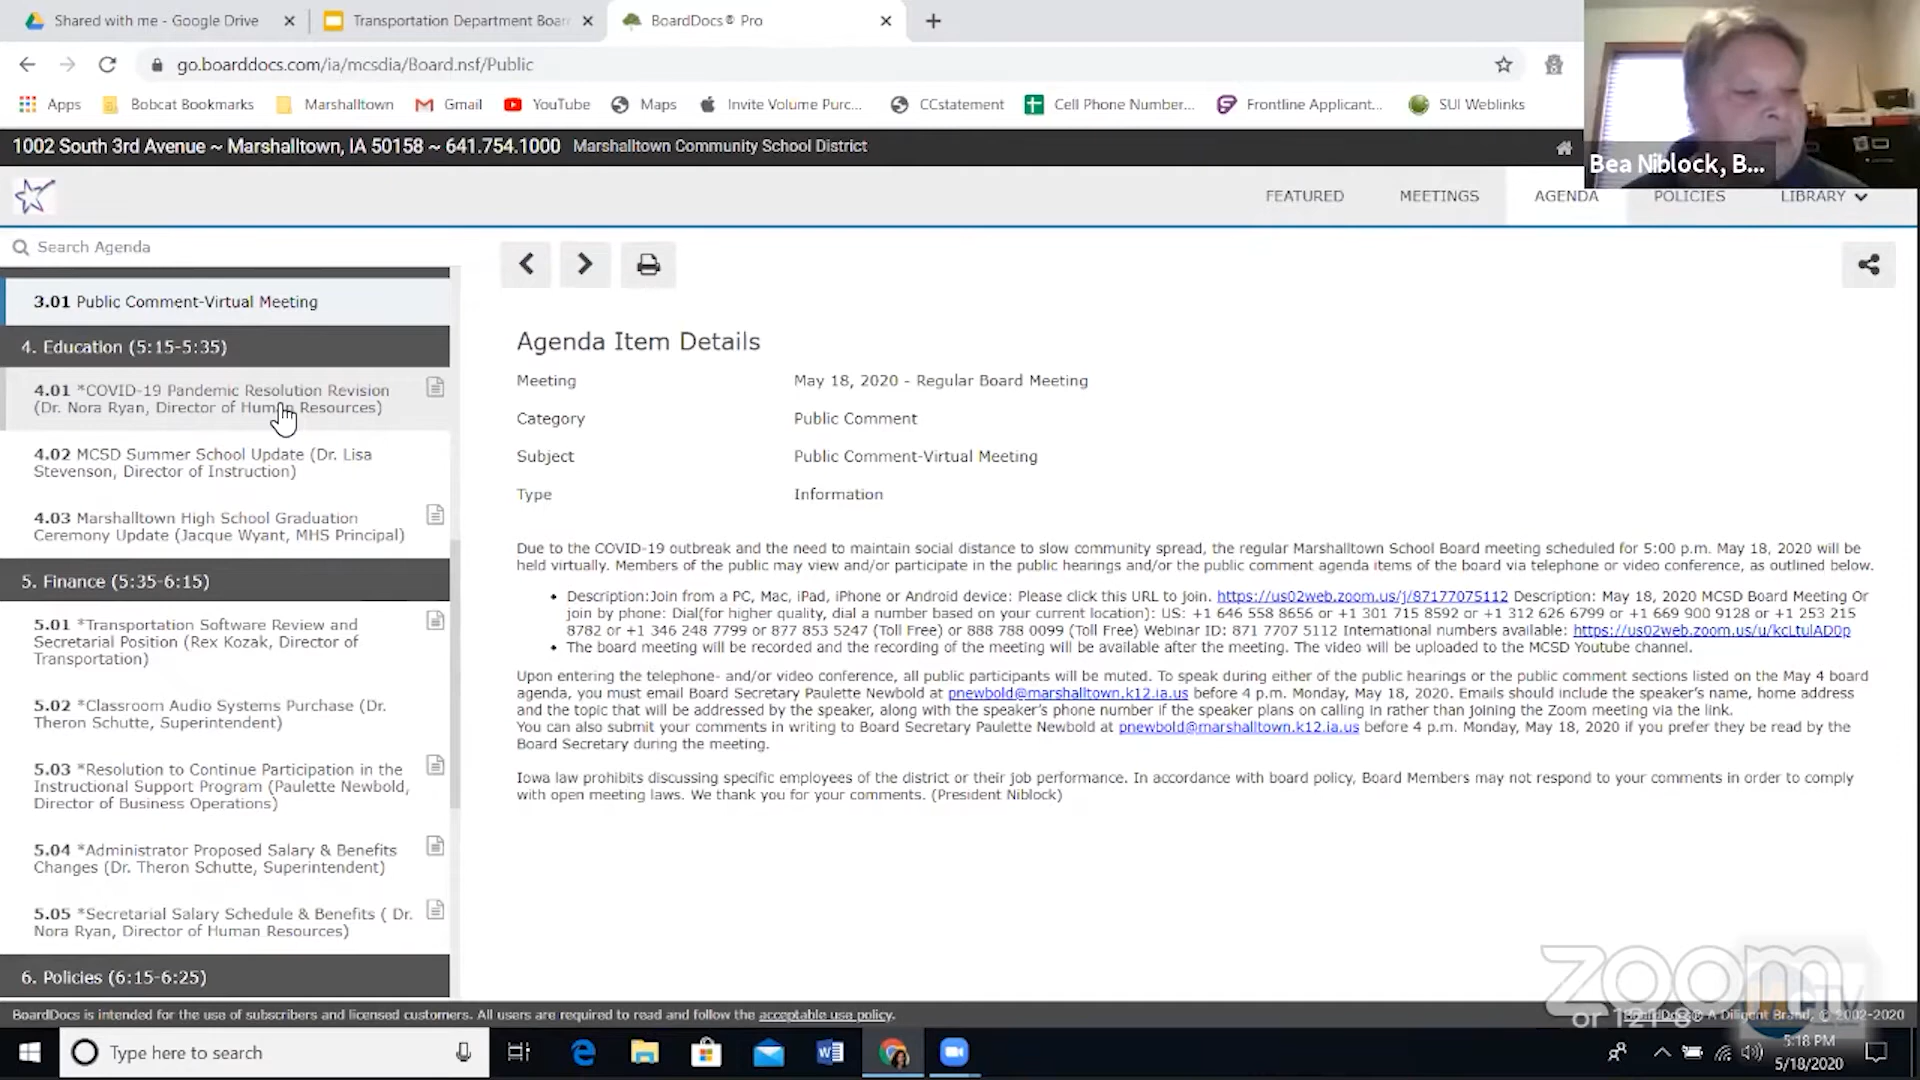 Shared with me - Google Drive
Transportation Department Boar
BoardDocs® Pro
go.boarddocs.com/ia/mcsdia/Board.nsf/Public
Apps
Bobcat Bookmarks
Marshalltown
Gmail
YouTube
Maps
Invite Volume Purc...
CCstatement
Cell Phone Number...
Frontline Applicant...
SUI Weblinks
1002 South 3rd Avenue ~ Marshalltown, IA 50158 ~ 641.754.1000 Marshalltown Community School District
Bea Niblock, B...
FEATURED
MEETINGS
AGENDA
POLICIES
LIBRARY
Search Agenda
3.01 Public Comment-Virtual Meeting
4. Education (5:15-5:35)
4.01 *COVID-19 Pandemic Resolution Revision
(Dr. Nora Ryan, Director of Human Resources)
4.02 MCSD Summer School Update (Dr. Lisa
Stevenson, Director of Instruction)
4.03 Marshalltown High School Graduation
Ceremony Update (Jacque Wyant, MHS Principal)
5. Finance (5:35-6:15)
5.01 *Transportation Software Review and
Secretarial Position (Rex Kozak, Director of
Transportation)
5.02 *Classroom Audio Systems Purchase (Dr.
Theron Schutte, Superintendent)
5.03 *Resolution to Continue Participation in the
Instructional Support Program (Paulette Newbold,
Director of Business Operations)
5.04 *Administrator Proposed Salary & Benefits
Changes (Dr. Theron Schutte, Superintendent)
5.05 *Secretarial Salary Schedule & Benefits ( Dr.
Nora Ryan, Director of Human Resources)
6. Policies (6:15-6:25)
Agenda Item Details
Meeting May 18, 2020 - Regular Board Meeting
Category Public Comment
Subject Public Comment-Virtual Meeting
Type Information
Due to the COVID-19 outbreak and the need to maintain social distance to slow community spread, the regular Marshalltown School Board meeting scheduled for 5:00 p.m. May 18, 2020 will be
held virtually. Members of the public may view and/or participate in the public hearings and/or the public comment agenda items of the board via telephone or video conference, as outlined below.
• Description:Join from a PC, Mac, iPad, iPhone or Android device: Please click this URL to join. https://us02web.zoom.us/j/87177075112 Description: May 18, 2020 MCSD Board Meeting Or
join by phone: Dial(for higher quality, dial a number based on your current location): US: +1 646 558 8656 or +1 301 715 8592 or +1 312 626 6799 or +1 669 900 9128 or +1 253 215
8782 or +1 346 248 7799 or 877 853 5247 (Toll Free) or 888 788 0099 (Toll Free) Webinar ID: 871 7707 5112 International numbers available: https://us02web.zoom.us/u/kcLtulAD0p
• The board meeting will be recorded and the recording of the meeting will be available after the meeting. The video will be uploaded to the MCSD Youtube channel.
Upon entering the telephone- and/or video conference, all public participants will be muted. To speak during either of the public hearings or the public comment sections listed on the May 4 board
agenda, you must email Board Secretary Paulette Newbold at pnewbold@marshalltown.k12.ia.us before 4 p.m. Monday, May 18, 2020. Emails should include the speaker's name, home address
and the topic that will be addressed by the speaker, along with the speaker's phone number if the speaker plans on calling in rather than joining the Zoom meeting via the link.
You can also submit your comments in writing to Board Secretary Paulette Newbold at pnewbold@marshalltown.k12.ia.us before 4 p.m. Monday, May 18, 2020 if you prefer they be read by the
Board Secretary during the meeting.
Iowa law prohibits discussing specific employees of the district or their job performance. In accordance with board policy, Board Members may not respond to your comments in order to comply
with open meeting laws. We thank you for your comments. (President Niblock)
zoom
BoardDocs is intended for the use of subscribers and licensed customers. All users are required to read and follow the acceptable use policy.
BoardDocs® A Diligent Brand, © 2002-2020
Type here to search
5:18 PM
5/18/2020